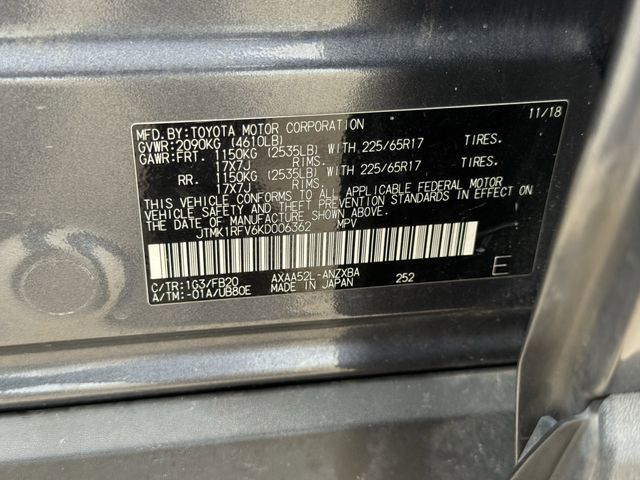 MFD. BY: TOYOTA MOTOR CORPORATION 11/18
GVWR: 2090KG (4610LB)
GAWR: FRT. 1150KG (2535LB) WITH 225/65R17 TIRES.
17X7J RIMS.
RR. 1150KG (2535LB) WITH 225/65R17 TIRES.
17X7J RIMS.
THIS VEHICLE CONFORMS TO ALL APPLICABLE FEDERAL MOTOR
VEHICLE SAFETY AND THEFT PREVENTION STANDARDS IN EFFECT ON
THE DATE OF MANUFACTURE SHOWN ABOVE.
JTMK1RFV6KD006362 MPV
C/TR: 1G3/FB20 AXAA52L-ANZXBA 252 E
A/TM: -01A/UB80E MADE IN JAPAN